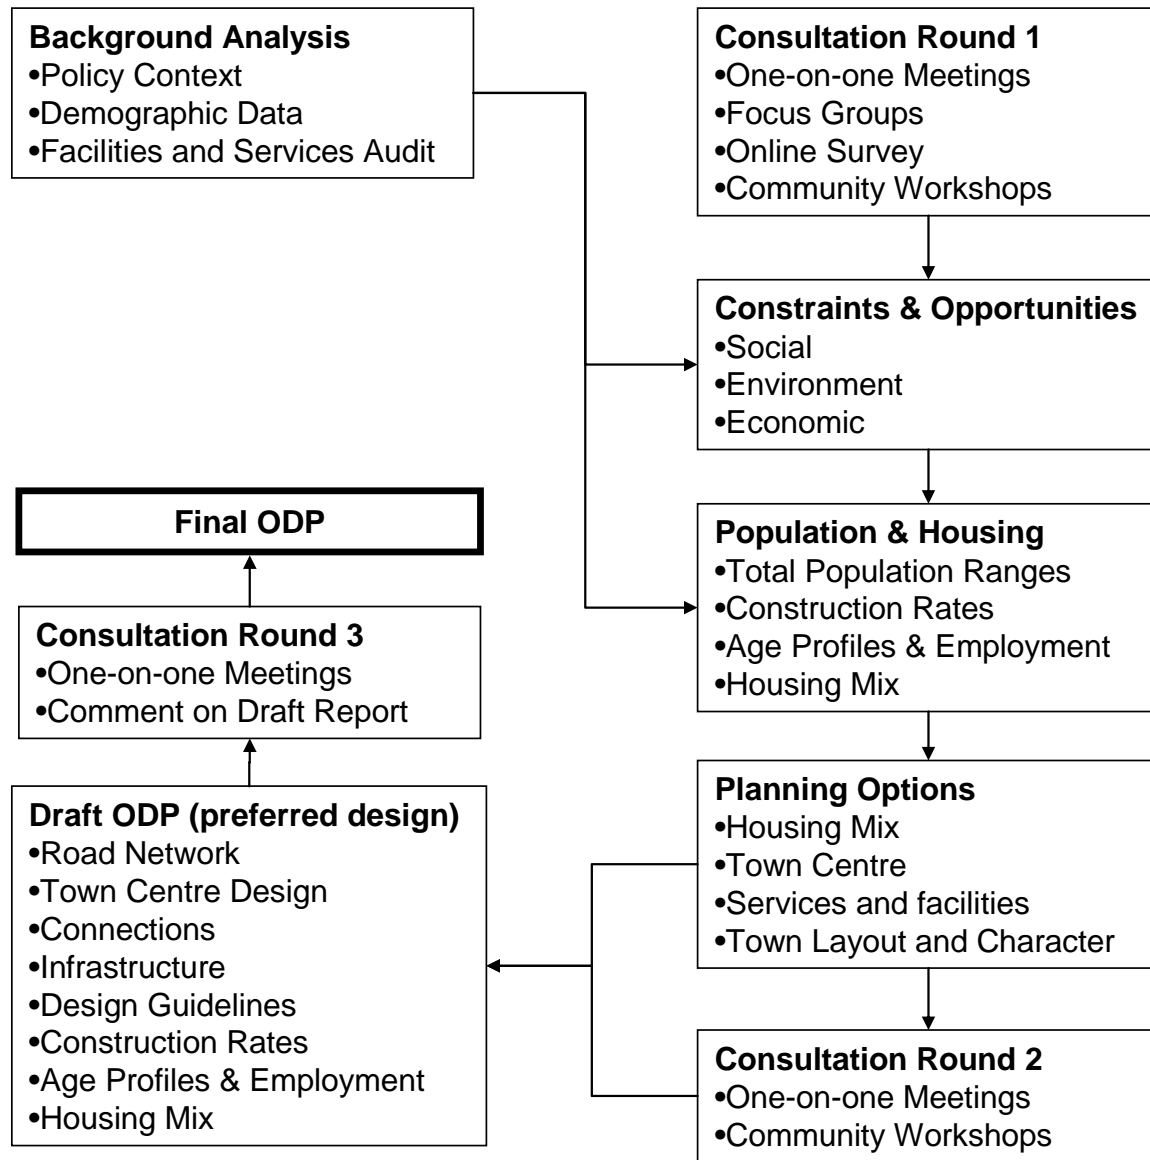 Background Analysis
•Policy Context
•Demographic Data
•Facilities and Services Audit
Consultation Round 1
•One-on-one Meetings
•Focus Groups
•Online Survey
•Community Workshops
Constraints & Opportunities
•Social
•Environment
•Economic
Population & Housing
•Total Population Ranges
•Construction Rates
•Age Profiles & Employment
•Housing Mix
Planning Options
•Housing Mix
•Town Centre
•Services and facilities
•Town Layout and Character
Consultation Round 2
•One-on-one Meetings
•Community Workshops
Draft ODP (preferred design)
•Road Network
•Town Centre Design
•Connections
•Infrastructure
•Design Guidelines
•Construction Rates
•Age Profiles & Employment
•Housing Mix
Consultation Round 3
•One-on-one Meetings
•Comment on Draft Report
Final ODP